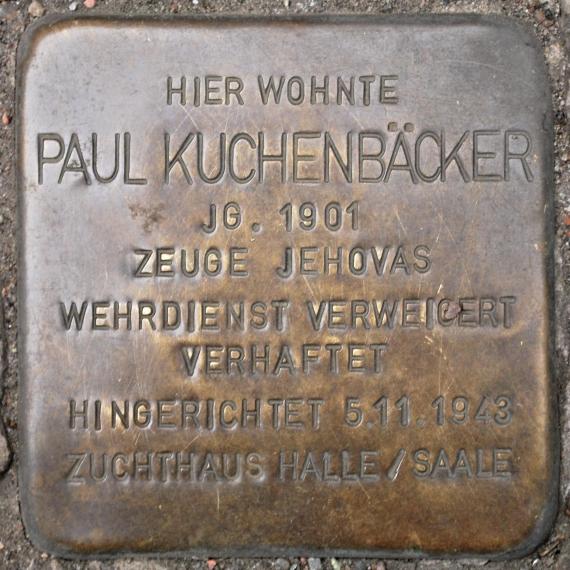 HIER WOHNTE
PAUL KUCHENBÄCKER
JG. 1901
ZEUGE JEHOVAS
WEHRDIENST VERWEIGERT
VERHAFTET
HINGERICHTET 5.11.1943
ZUCHTHAUS HALLE/SAALE